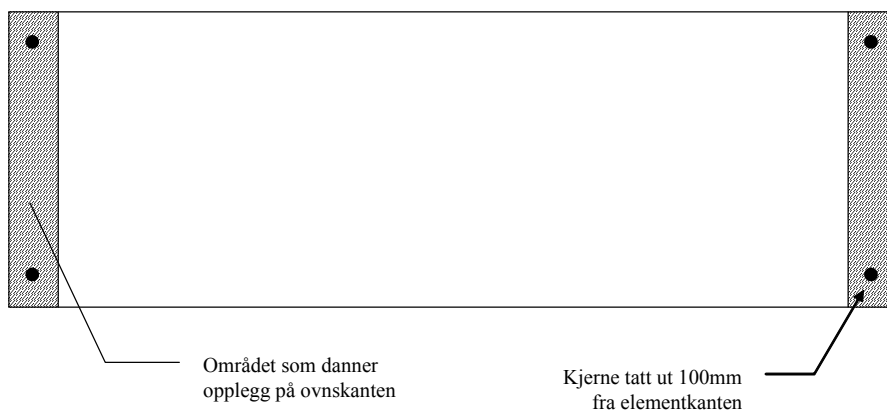 Området som danner
opplegg på ovnskanten
Kjerne tatt ut 100mm
fra elementkanten